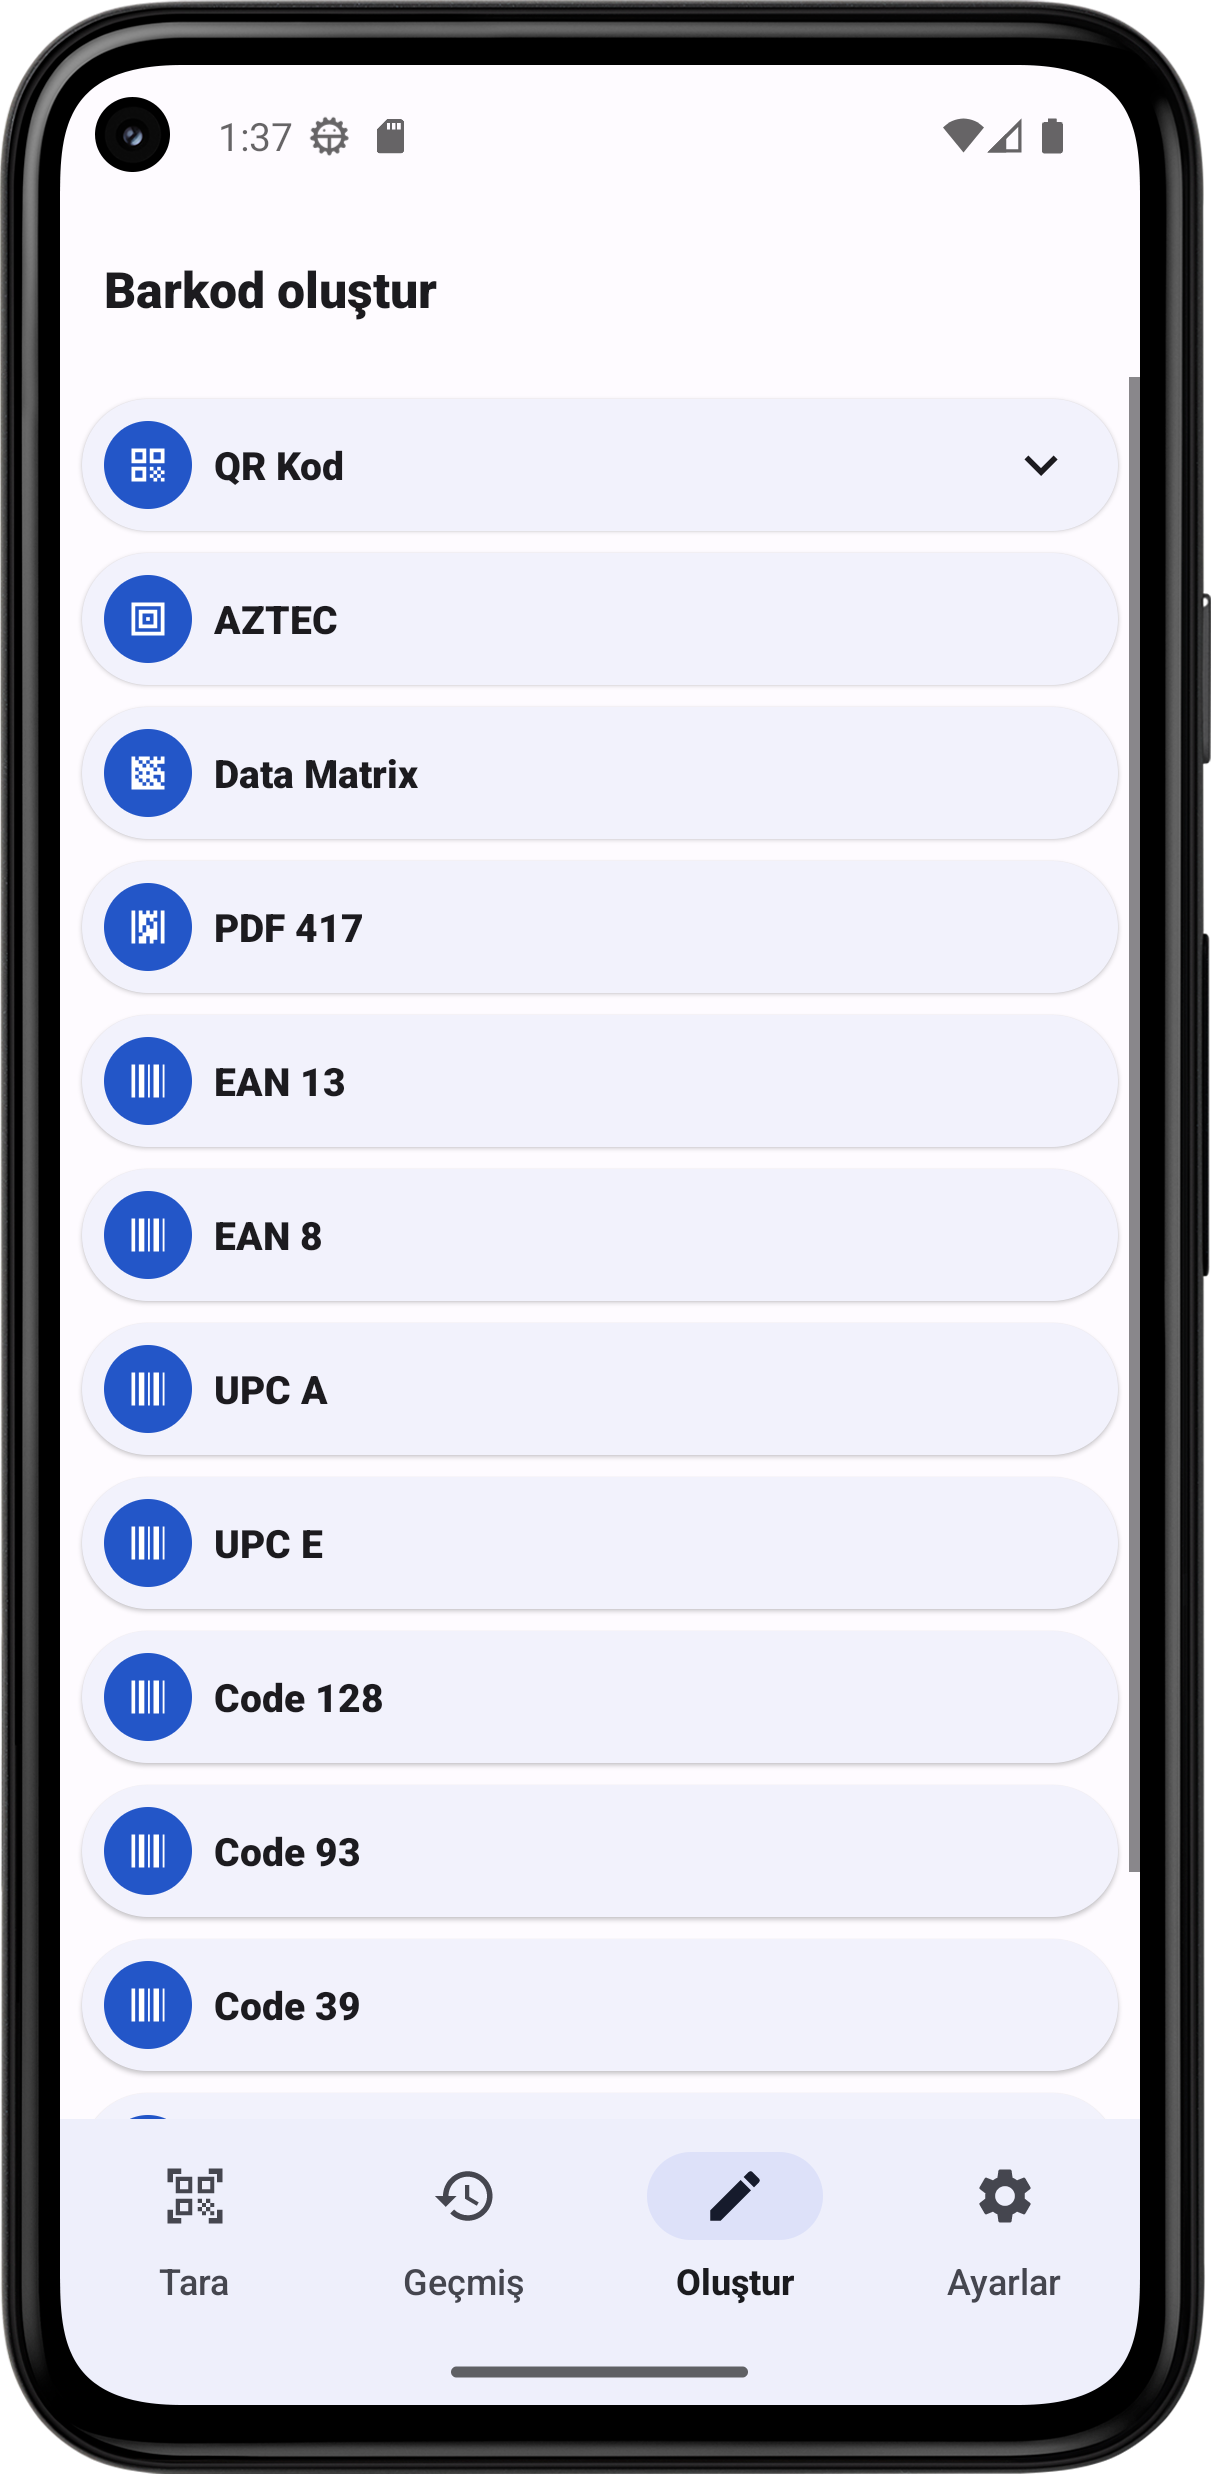 1:37
Barkod oluştur
QR Kod
AZTEC
Data Matrix
PDF 417
EAN 13
EAN 8
UPC A
UPC E
Code 128
Code 93
Code 39
Tara
Geçmiş
Oluştur
Ayarlar